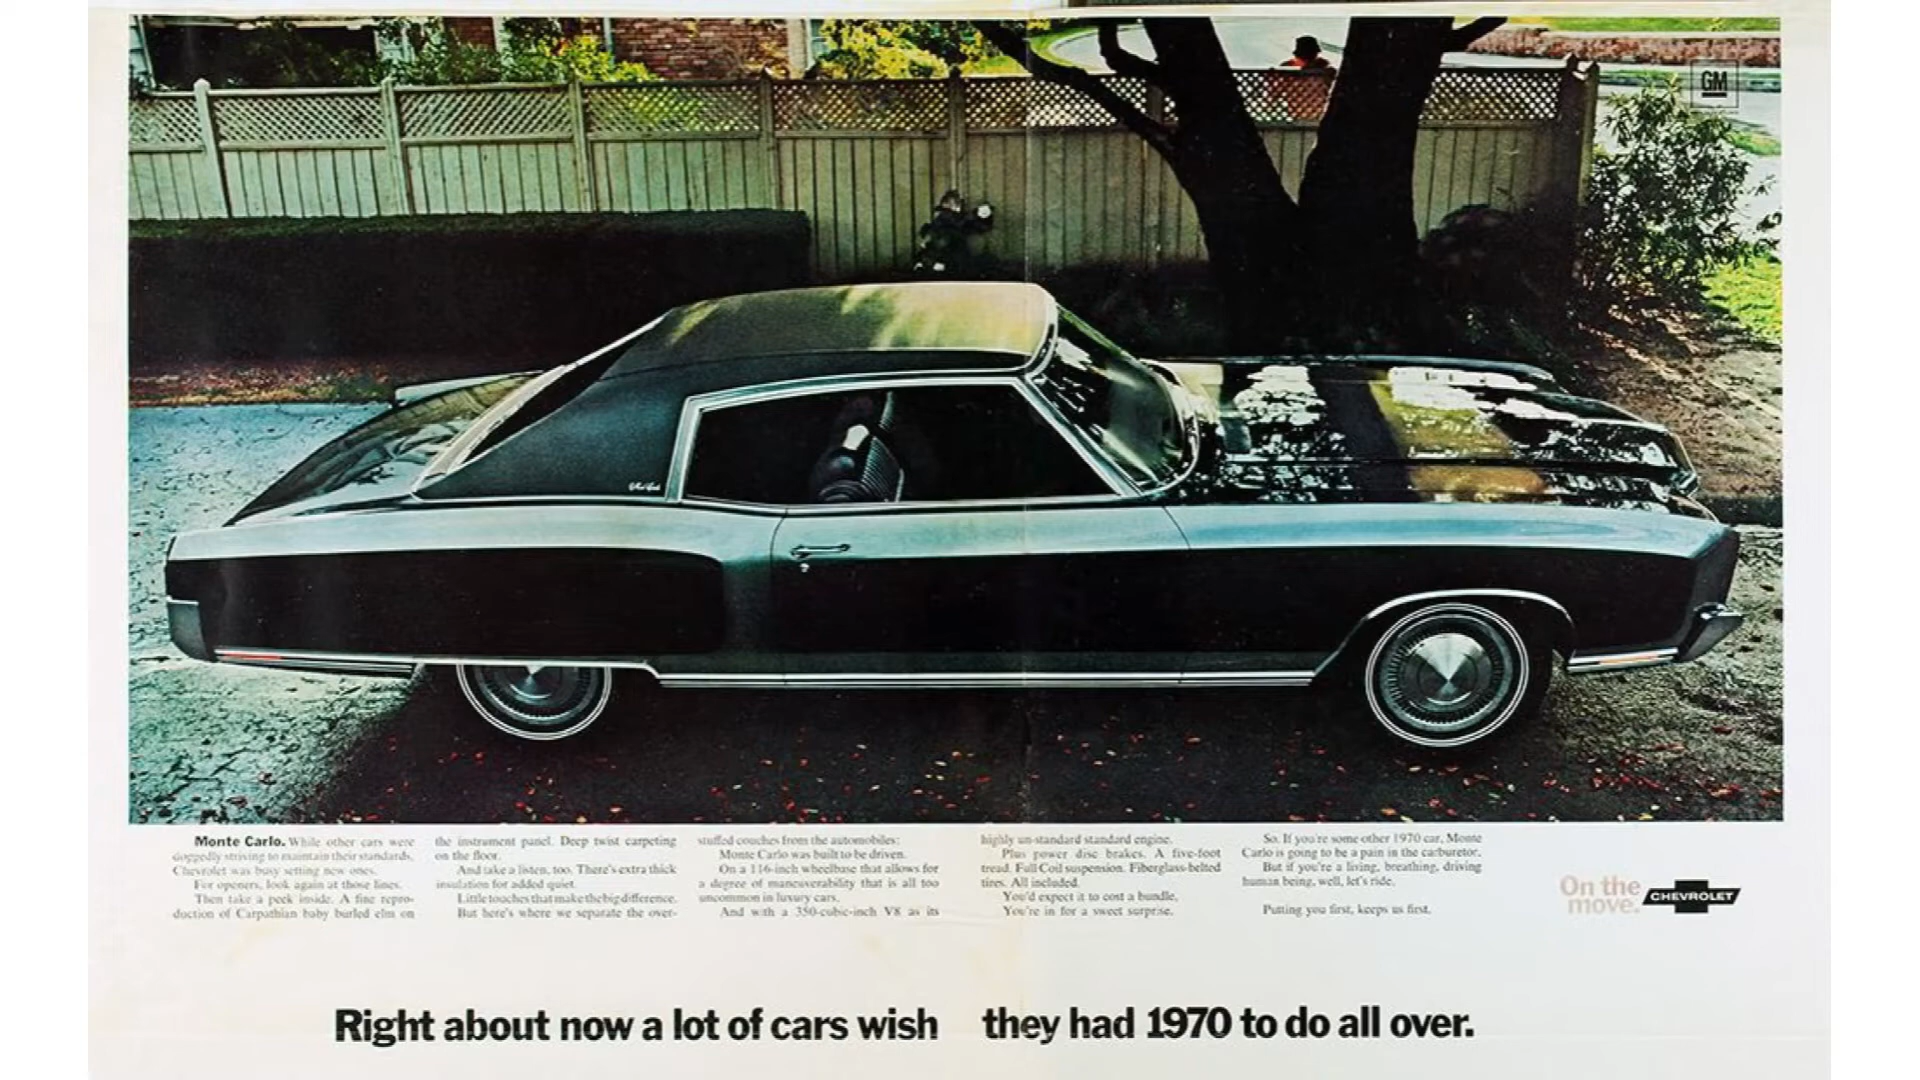 GM
Monte Carlo. While other cars were
doggedly striving to maintain their standards,
Chevrolet was busy setting new ones.
For openers, look again at those lines.
Then take a peek inside. A fine repro-
duction of Carpathian baby burled elm on
the instrument panel. Deep twist carpeting
on the floor.
And take a listen, too. There's extra thick
insulation for added quiet.
Little touches that make the big difference.
But here's where we separate the over-
stuffed couches from the automobiles:
Monte Carlo was built to be driven.
On a 116-inch wheelbase that allows for
a degree of maneuverability that is all too
uncommon in luxury cars.
And with a 350-cubic-inch V8 as its
highly un-standard standard engine.
Plus power disc brakes. A five-foot
tread. Full Coil suspension. Fiberglass-belted
tires. All included.
You'd expect it to cost a bundle.
You're in for a sweet surprise.
So. If you're some other 1970 car, Monte
Carlo is going to be a pain in the carburetor.
But if you're a living, breathing, driving
human being, well, let's ride.
Putting you first, keeps us first.
On the
move.
CHEVROLET
Right about now a lot of cars wish they had 1970 to do all over.